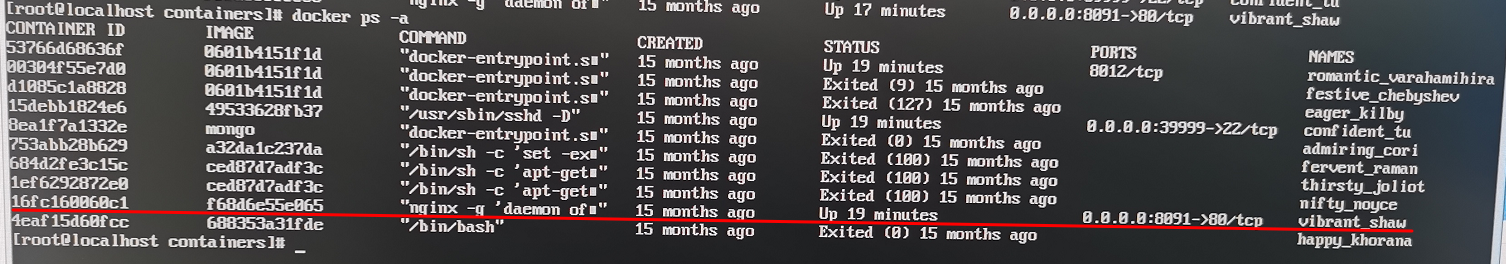 nginx -g 'daemon of■" 15 months ago Up 17 minutes 0.0.0.0:8091->80/tcp vibrant_shaw
[root@localhost containers]# docker ps -a
CONTAINER ID IMAGE COMMAND CREATED STATUS PORTS NAMES
53766d68636f 0601b4151f1d "docker-entrypoint.s■" 15 months ago Up 19 minutes 8012/tcp romantic_varahamihira
00304f55e7d0 0601b4151f1d "docker-entrypoint.s■" 15 months ago Exited (9) 15 months ago festive_chebyshev
d1085c1a8828 0601b4151f1d "docker-entrypoint.s■" 15 months ago Exited (127) 15 months ago eager_kilby
15debb1824e6 49533628fb37 "/usr/sbin/sshd -D" 15 months ago Up 19 minutes 0.0.0.0:39999->22/tcp confident_tu
8ea1f7a1332e mongo "docker-entrypoint.s■" 15 months ago Exited (0) 15 months ago admiring_cori
753abb28b629 a32da1c237da "/bin/sh -c 'set -ex■" 15 months ago Exited (100) 15 months ago fervent_raman
684d2fe3c15c ced87d7adf3c "/bin/sh -c 'apt-get■" 15 months ago Exited (100) 15 months ago thirsty_joliot
1ef6292872e0 ced87d7adf3c "/bin/sh -c 'apt-get■" 15 months ago Exited (100) 15 months ago nifty_noyce
16fc160060c1 f68d6e55e065 "nginx -g 'daemon of■" 15 months ago Up 19 minutes 0.0.0.0:8091->80/tcp vibrant_shaw
4eaf15d60fcc 688353a31fde "/bin/bash" 15 months ago Exited (0) 15 months ago happy_khorana
[root@localhost containers]# _